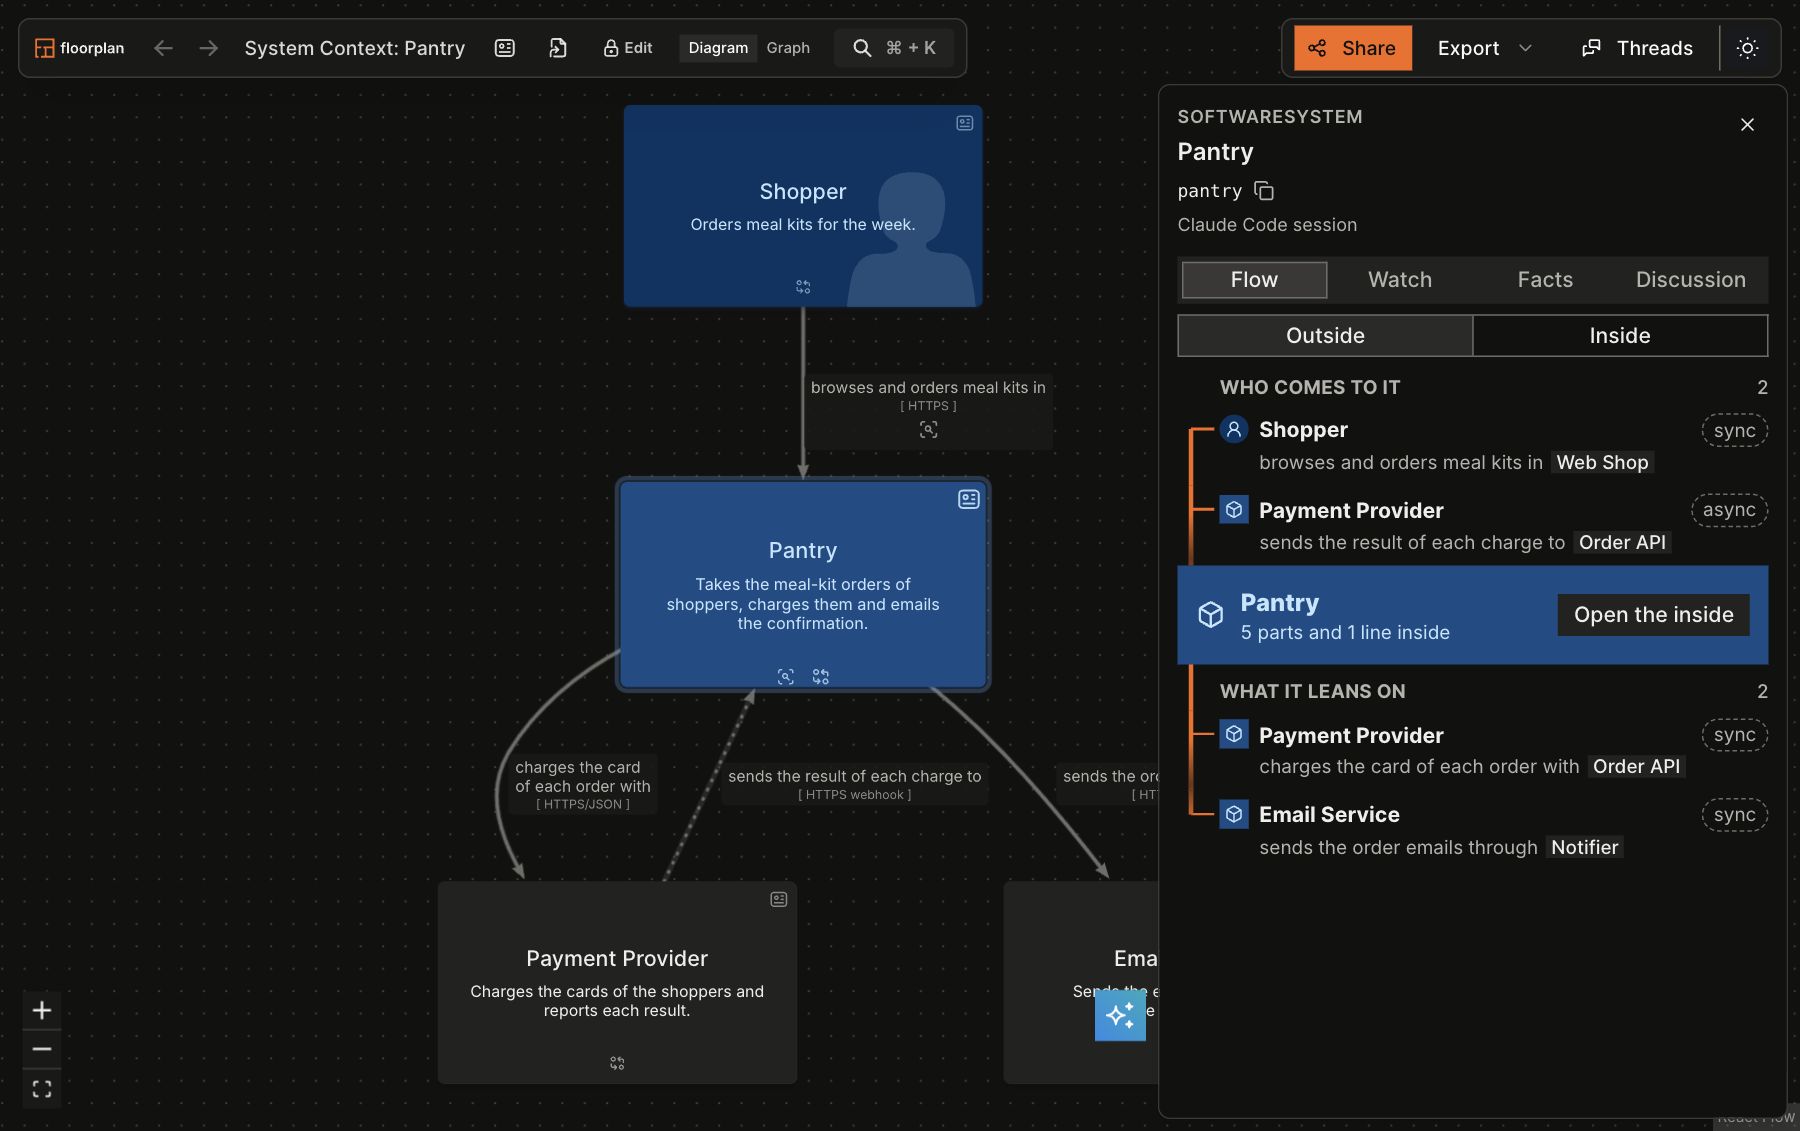 floorplan
System Context: Pantry
Edit
Diagram
Graph
⌘ + K
Share
Export
Threads
Shopper
Orders meal kits for the week.
browses and orders meal kits in
[ HTTPS ]
Pantry
Takes the meal-kit orders of
shoppers, charges them and emails
the confirmation.
charges the card
of each order with
[ HTTPS/JSON ]
sends the result of each charge to
[ HTTPS webhook ]
sends the
Payment Provider
Charges the cards of the shoppers and
reports each result.
SOFTWARESYSTEM
Pantry
pantry
Claude Code session
Flow
Watch
Facts
Discussion
Outside
Inside
WHO COMES TO IT
2
Shopper
sync
browses and orders meal kits in Web Shop
Payment Provider
async
sends the result of each charge to Order API
Pantry
5 parts and 1 line inside
Open the inside
WHAT IT LEANS ON
2
Payment Provider
sync
charges the card of each order with Order API
Email Service
sync
sends the order emails through Notifier